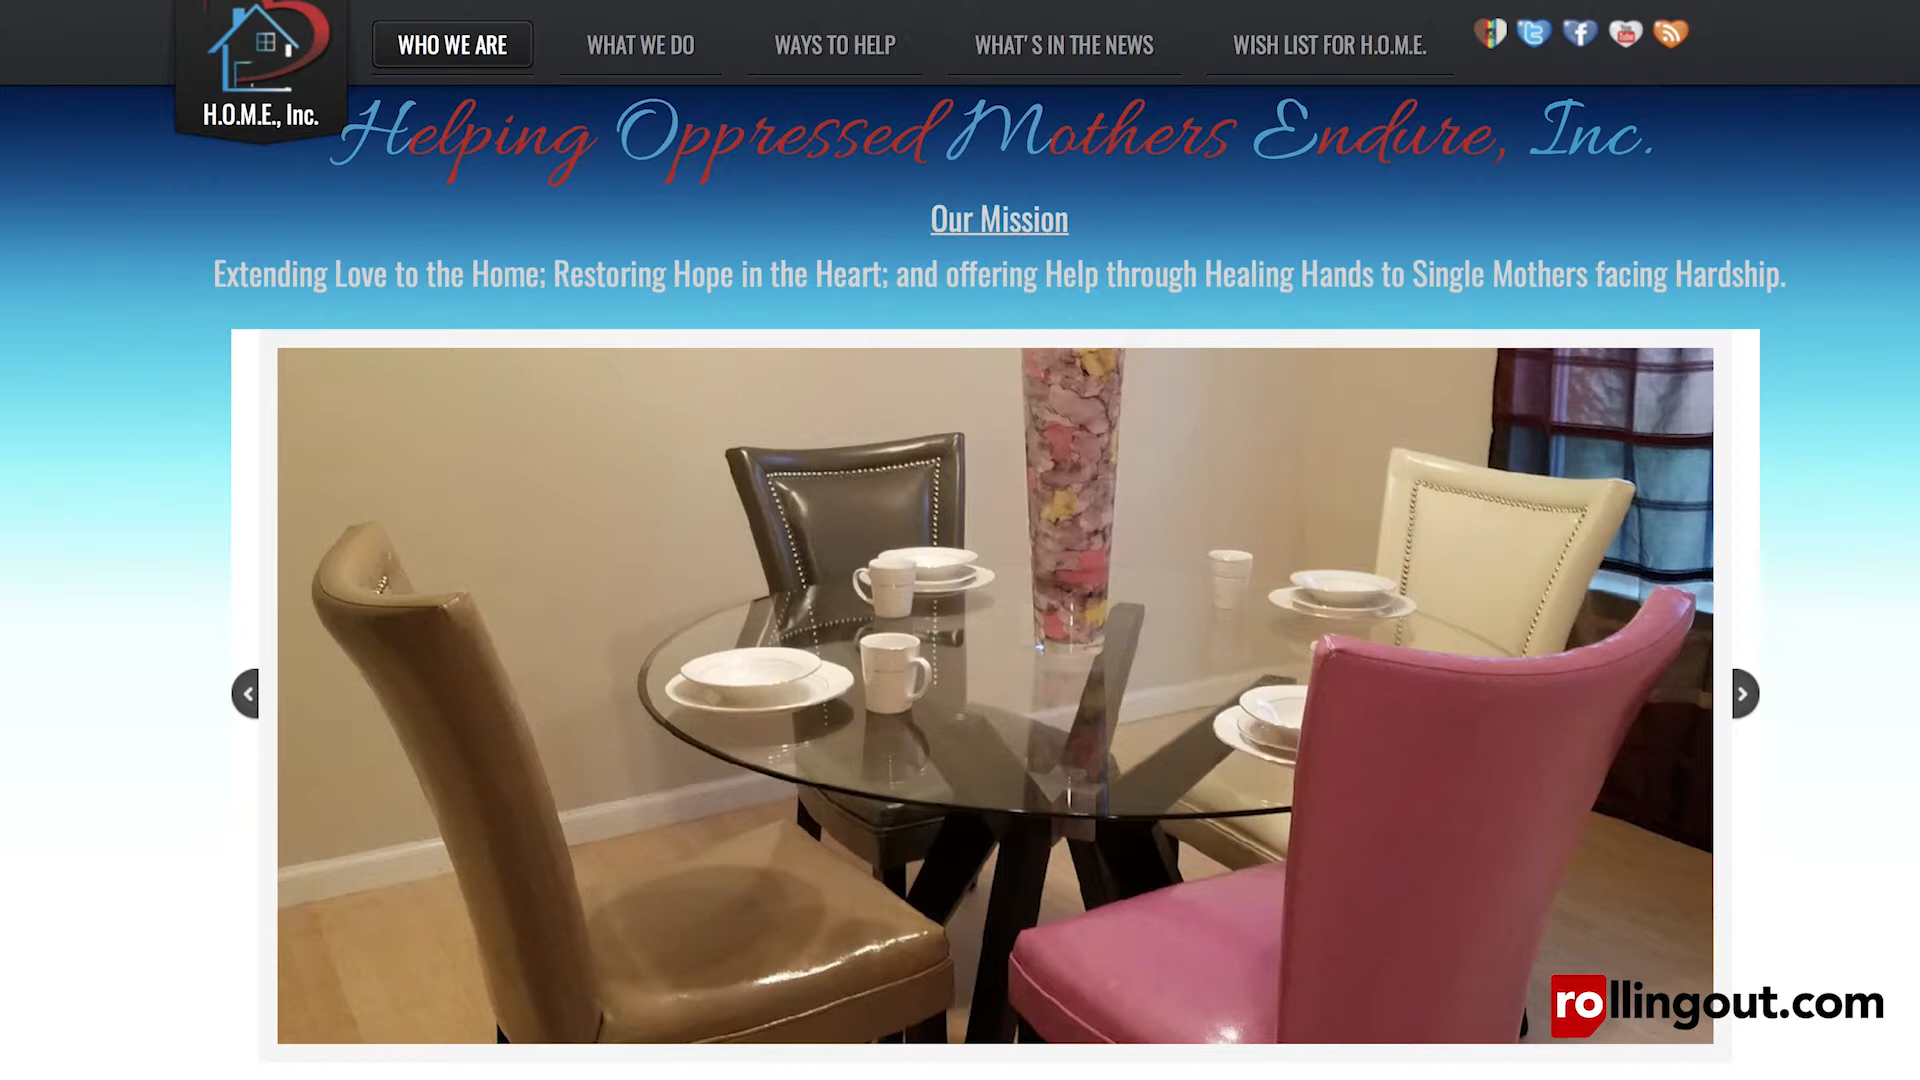 WHO WE ARE
WHAT WE DO
WAYS TO HELP
WHAT'S IN THE NEWS
WISH LIST FOR H.O.M.E.
H.O.M.E., Inc.
Helping Oppressed Mothers Endure, Inc.
Our Mission
Extending Love to the Home; Restoring Hope in the Heart; and offering Help through Healing Hands to Single Mothers facing Hardship.
rollingout.com